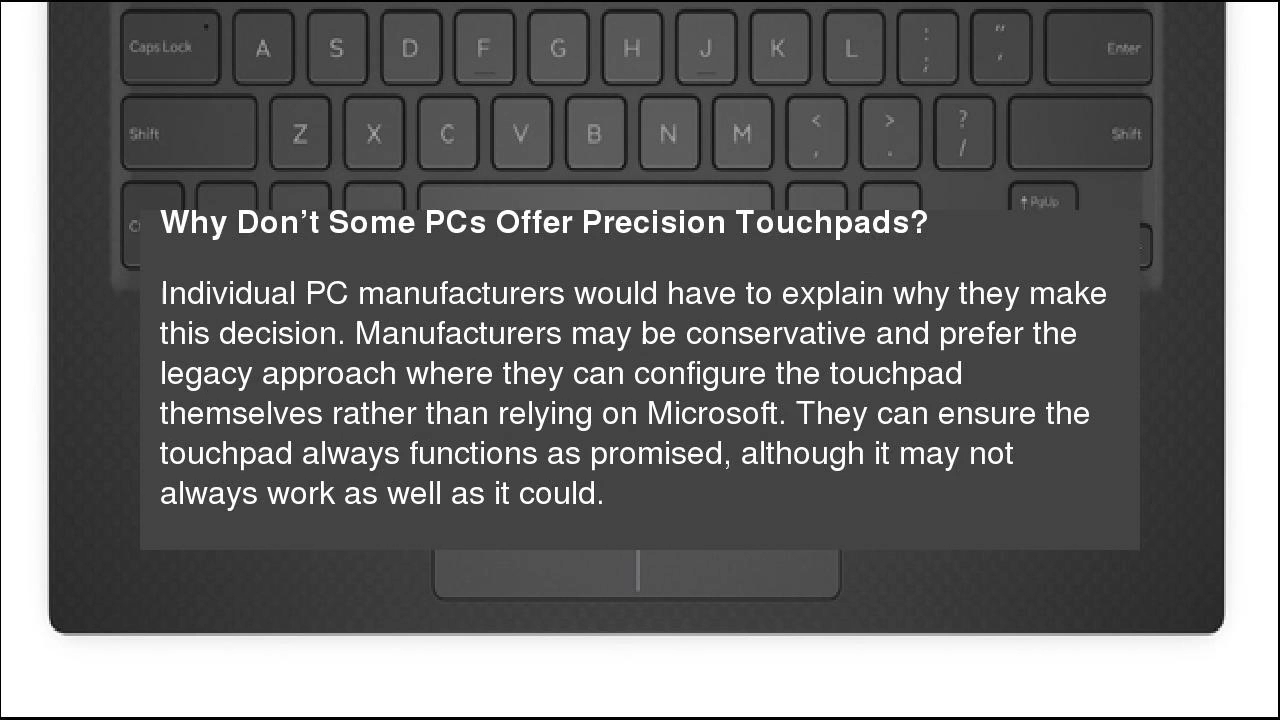 Caps Lock A S D F G H J K L : ; " ' Enter
Shift Z X C V B N M < , > . ? / Shift
PgUp
Why Don’t Some PCs Offer Precision Touchpads?
Individual PC manufacturers would have to explain why they make
this decision. Manufacturers may be conservative and prefer the
legacy approach where they can configure the touchpad
themselves rather than relying on Microsoft. They can ensure the
touchpad always functions as promised, although it may not
always work as well as it could.